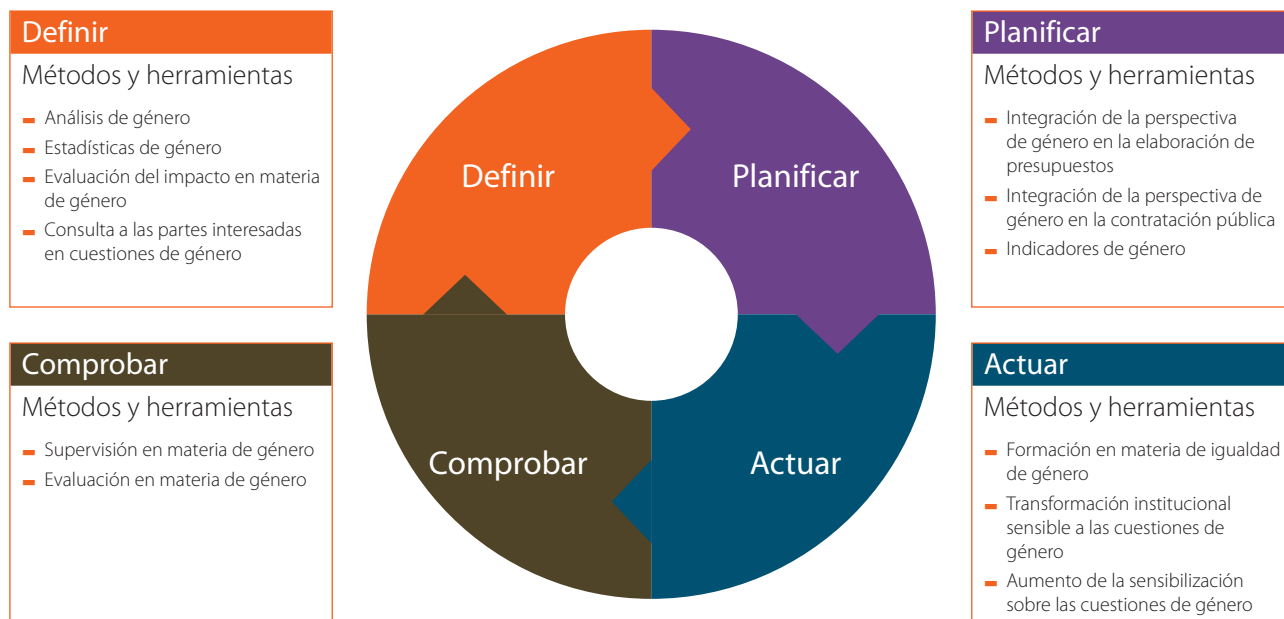 Definir
Métodos y herramientas
Análisis de género
Estadísticas de género
Evaluación del impacto en materia
de género
Consulta a las partes interesadas
en cuestiones de género
Definir
Planificar
Planificar
Métodos y herramientas
Integración de la perspectiva
de género en la elaboración de
presupuestos
Integración de la perspectiva de
género en la contratación pública
Indicadores de género
Comprobar
Métodos y herramientas
Supervisión en materia de género
Evaluación en materia de género
Comprobar
Actuar
Actuar
Métodos y herramientas
Formación en materia de igualdad
de género
Transformación institucional
sensible a las cuestiones de
género
Aumento de la sensibilización
sobre las cuestiones de género